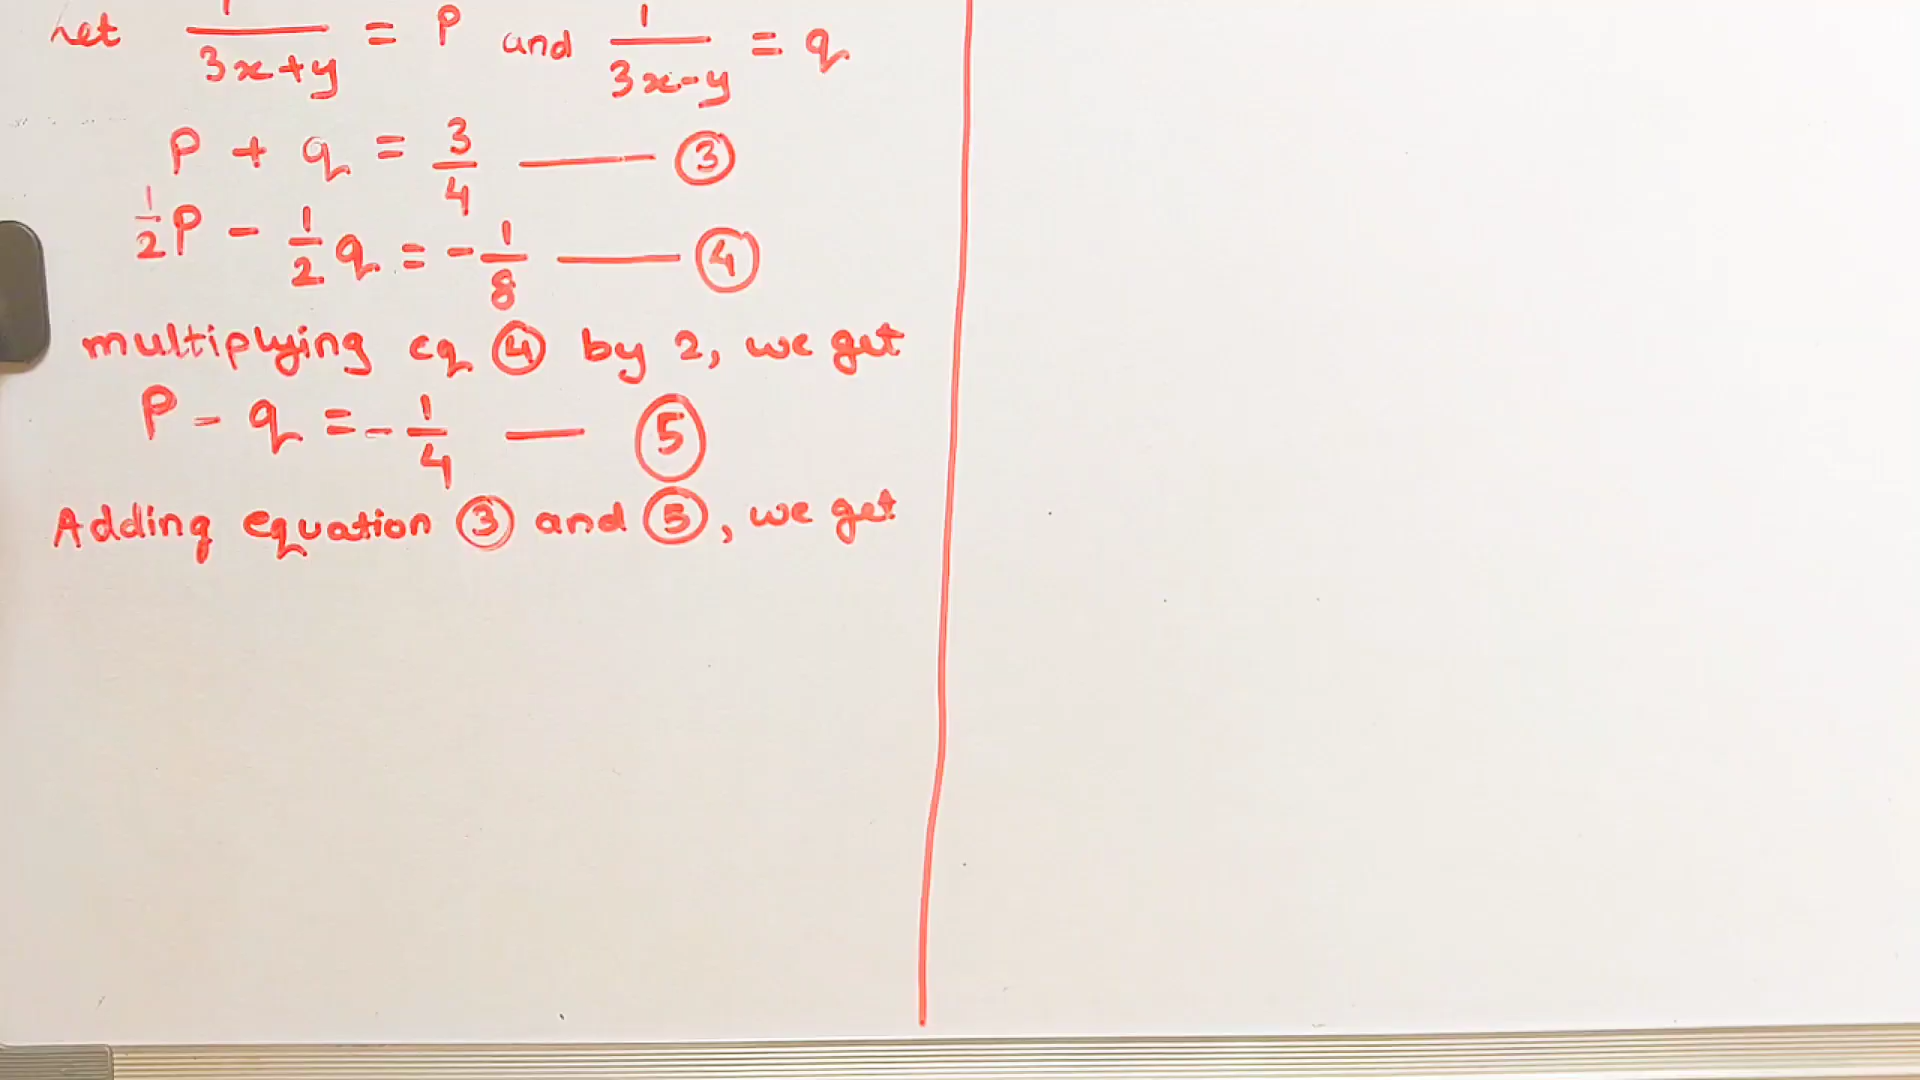 Let 1/(3x+y) = P and 1/(3x-y) = q
P + q = 3/4 —— ③
1/2 P - 1/2 q = -1/8 —— ④
multiplying eq ④ by 2, we get
P - q = - 1/4 — ⑤
Adding equation ③ and ⑤, we get